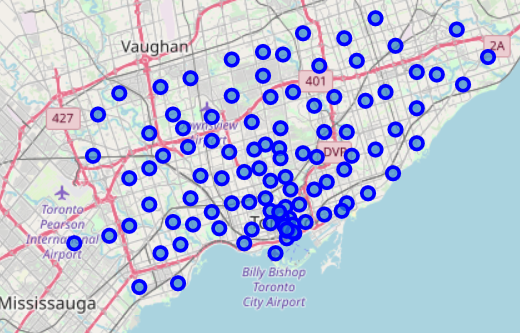 2A
Vaughan
401
427
DVP
Toronto
Pearson
International
Airport
Billy Bishop
Toronto
City Airport
Mississauga